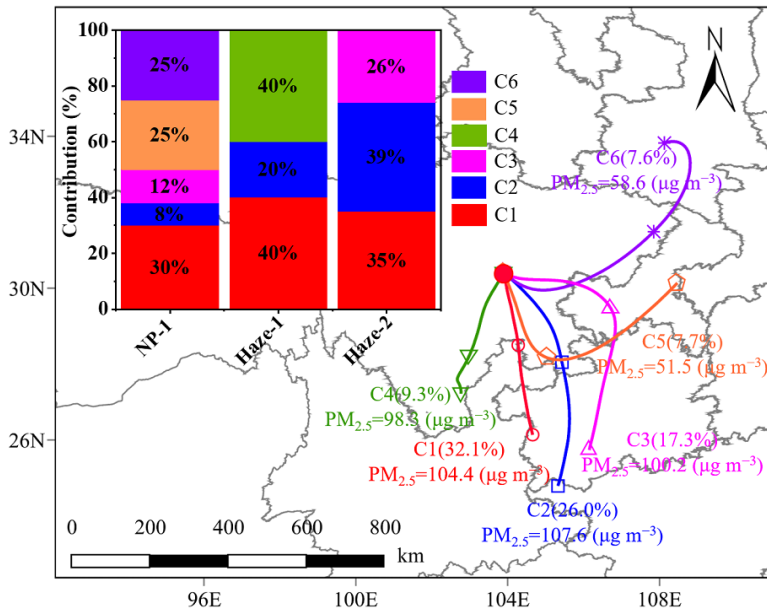 Contribution (%)
100
80
60
40
20
0
25%
25%
12%
8%
30%
40%
20%
40%
26%
39%
35%
NP-1
Haze-1
Haze-2
C6
C5
C4
C3
C2
C1
N
34N
30N
26N
C6(7.6%)
PM₂.₅=58.6 (μg m⁻³)
C5(7.7%)
PM₂.₅=51.5 (μg m⁻³)
C4(9.3%)
PM₂.₅=98.3 (μg m⁻³)
C1(32.1%)
PM₂.₅=104.4 (μg m⁻³)
C3(17.3%)
PM₂.₅=100.2 (μg m⁻³)
C2(26.0%)
PM₂.₅=107.6 (μg m⁻³)
0 200 400 600 800
km
96E 100E 104E 108E